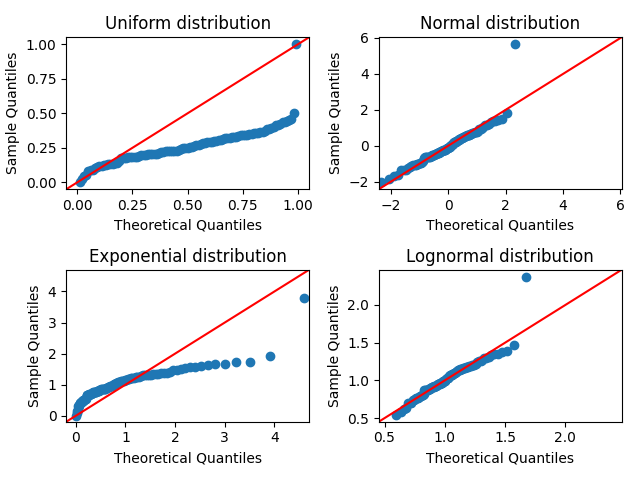 Uniform distribution
Sample Quantiles
1.00
0.75
0.50
0.25
0.00
0.00 0.25 0.50 0.75 1.00
Theoretical Quantiles
Normal distribution
Sample Quantiles
6
4
2
0
−2
−2 0 2 4 6
Theoretical Quantiles
Exponential distribution
Sample Quantiles
4
3
2
1
0
0 1 2 3 4
Theoretical Quantiles
Lognormal distribution
Sample Quantiles
2.0
1.5
1.0
0.5
0.5 1.0 1.5 2.0
Theoretical Quantiles